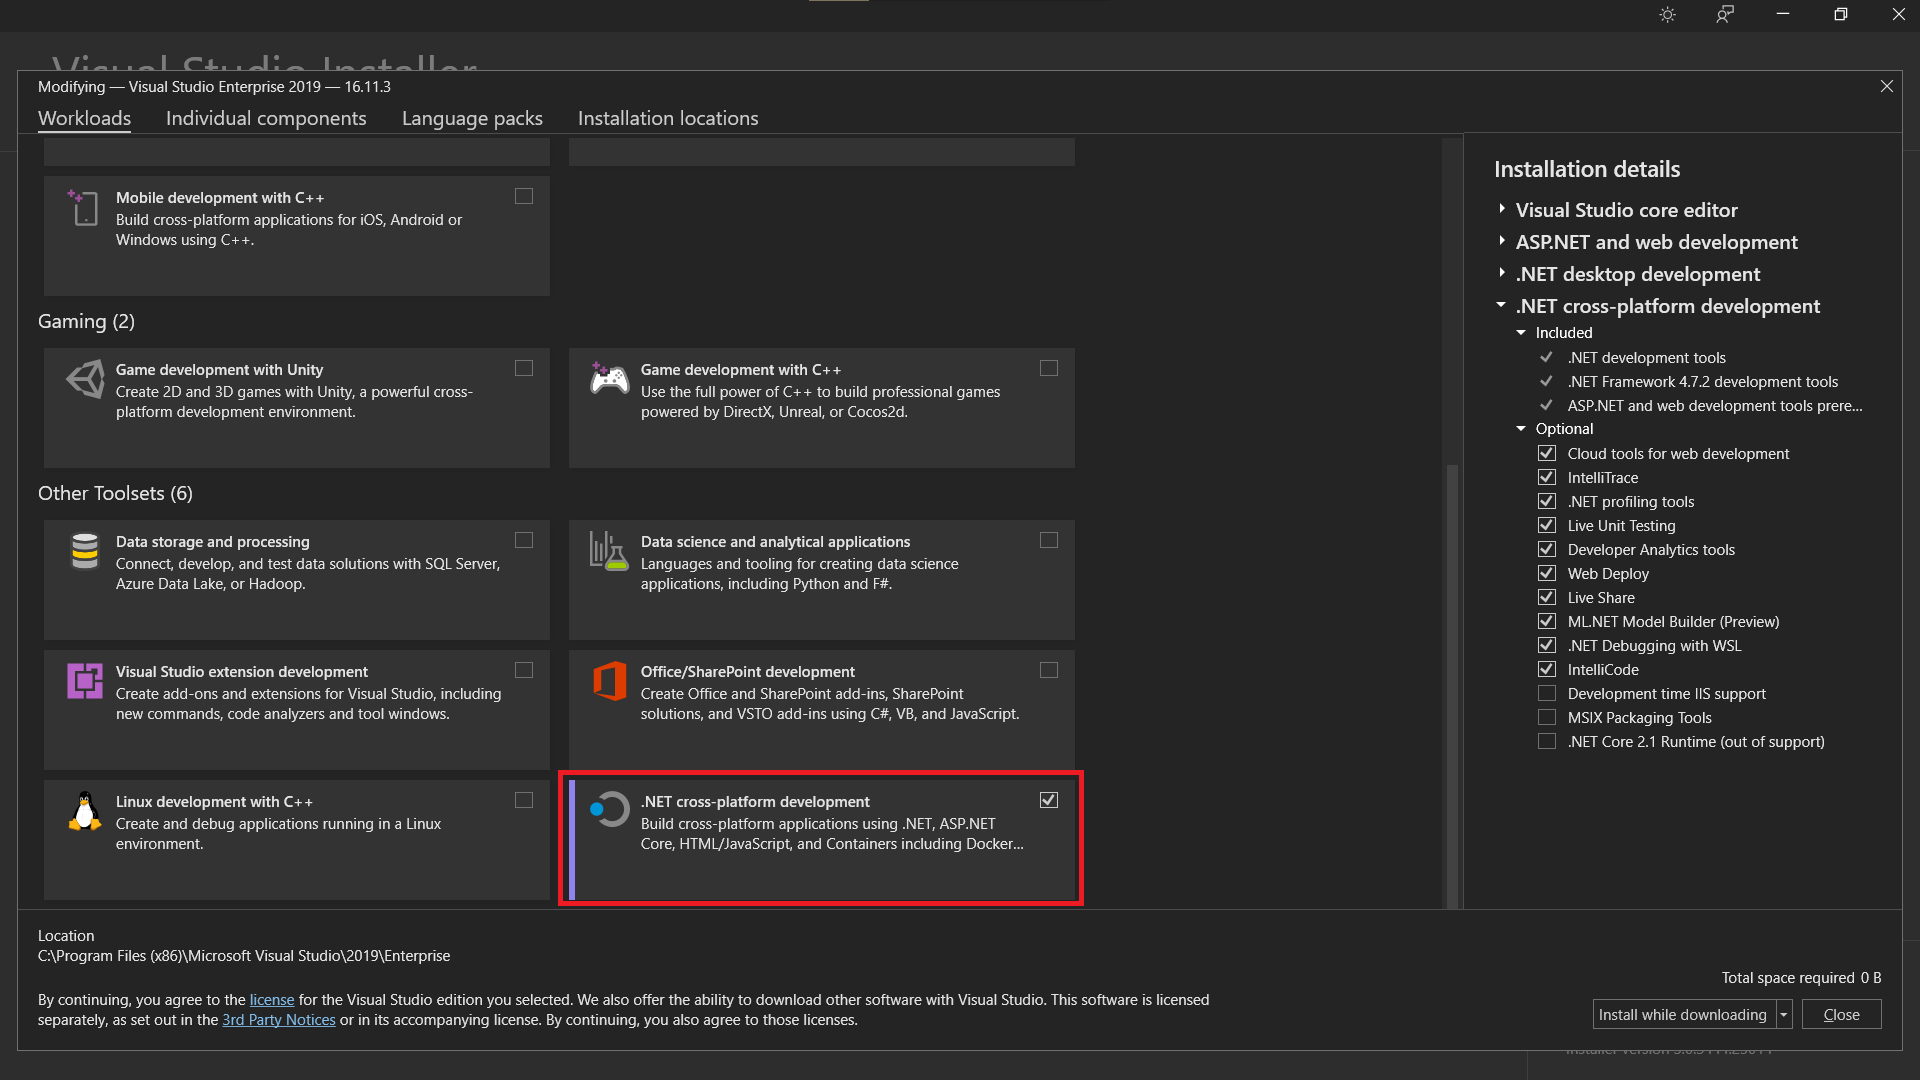 Visual Studio Installer
Modifying — Visual Studio Enterprise 2019 — 16.11.3
Workloads
Individual components
Language packs
Installation locations
Mobile development with C++
Build cross-platform applications for iOS, Android or
Windows using C++.
Gaming (2)
Game development with Unity
Create 2D and 3D games with Unity, a powerful cross-
platform development environment.
Game development with C++
Use the full power of C++ to build professional games
powered by DirectX, Unreal, or Cocos2d.
Other Toolsets (6)
Data storage and processing
Connect, develop, and test data solutions with SQL Server,
Azure Data Lake, or Hadoop.
Data science and analytical applications
Languages and tooling for creating data science
applications, including Python and F#.
Visual Studio extension development
Create add-ons and extensions for Visual Studio, including
new commands, code analyzers and tool windows.
Office/SharePoint development
Create Office and SharePoint add-ins, SharePoint
solutions, and VSTO add-ins using C#, VB, and JavaScript.
Linux development with C++
Create and debug applications running in a Linux
environment.
.NET cross-platform development
Build cross-platform applications using .NET, ASP.NET
Core, HTML/JavaScript, and Containers including Docker...
Installation details
Visual Studio core editor
ASP.NET and web development
.NET desktop development
.NET cross-platform development
Included
.NET development tools
.NET Framework 4.7.2 development tools
ASP.NET and web development tools prere...
Optional
Cloud tools for web development
IntelliTrace
.NET profiling tools
Live Unit Testing
Developer Analytics tools
Web Deploy
Live Share
ML.NET Model Builder (Preview)
.NET Debugging with WSL
IntelliCode
Development time IIS support
MSIX Packaging Tools
.NET Core 2.1 Runtime (out of support)
Location
C:\Program Files (x86)\Microsoft Visual Studio\2019\Enterprise
By continuing, you agree to the license for the Visual Studio edition you selected. We also offer the ability to download other software with Visual Studio. This software is licensed
separately, as set out in the 3rd Party Notices or in its accompanying license. By continuing, you also agree to those licenses.
Total space required 0 B
Install while downloading
Close